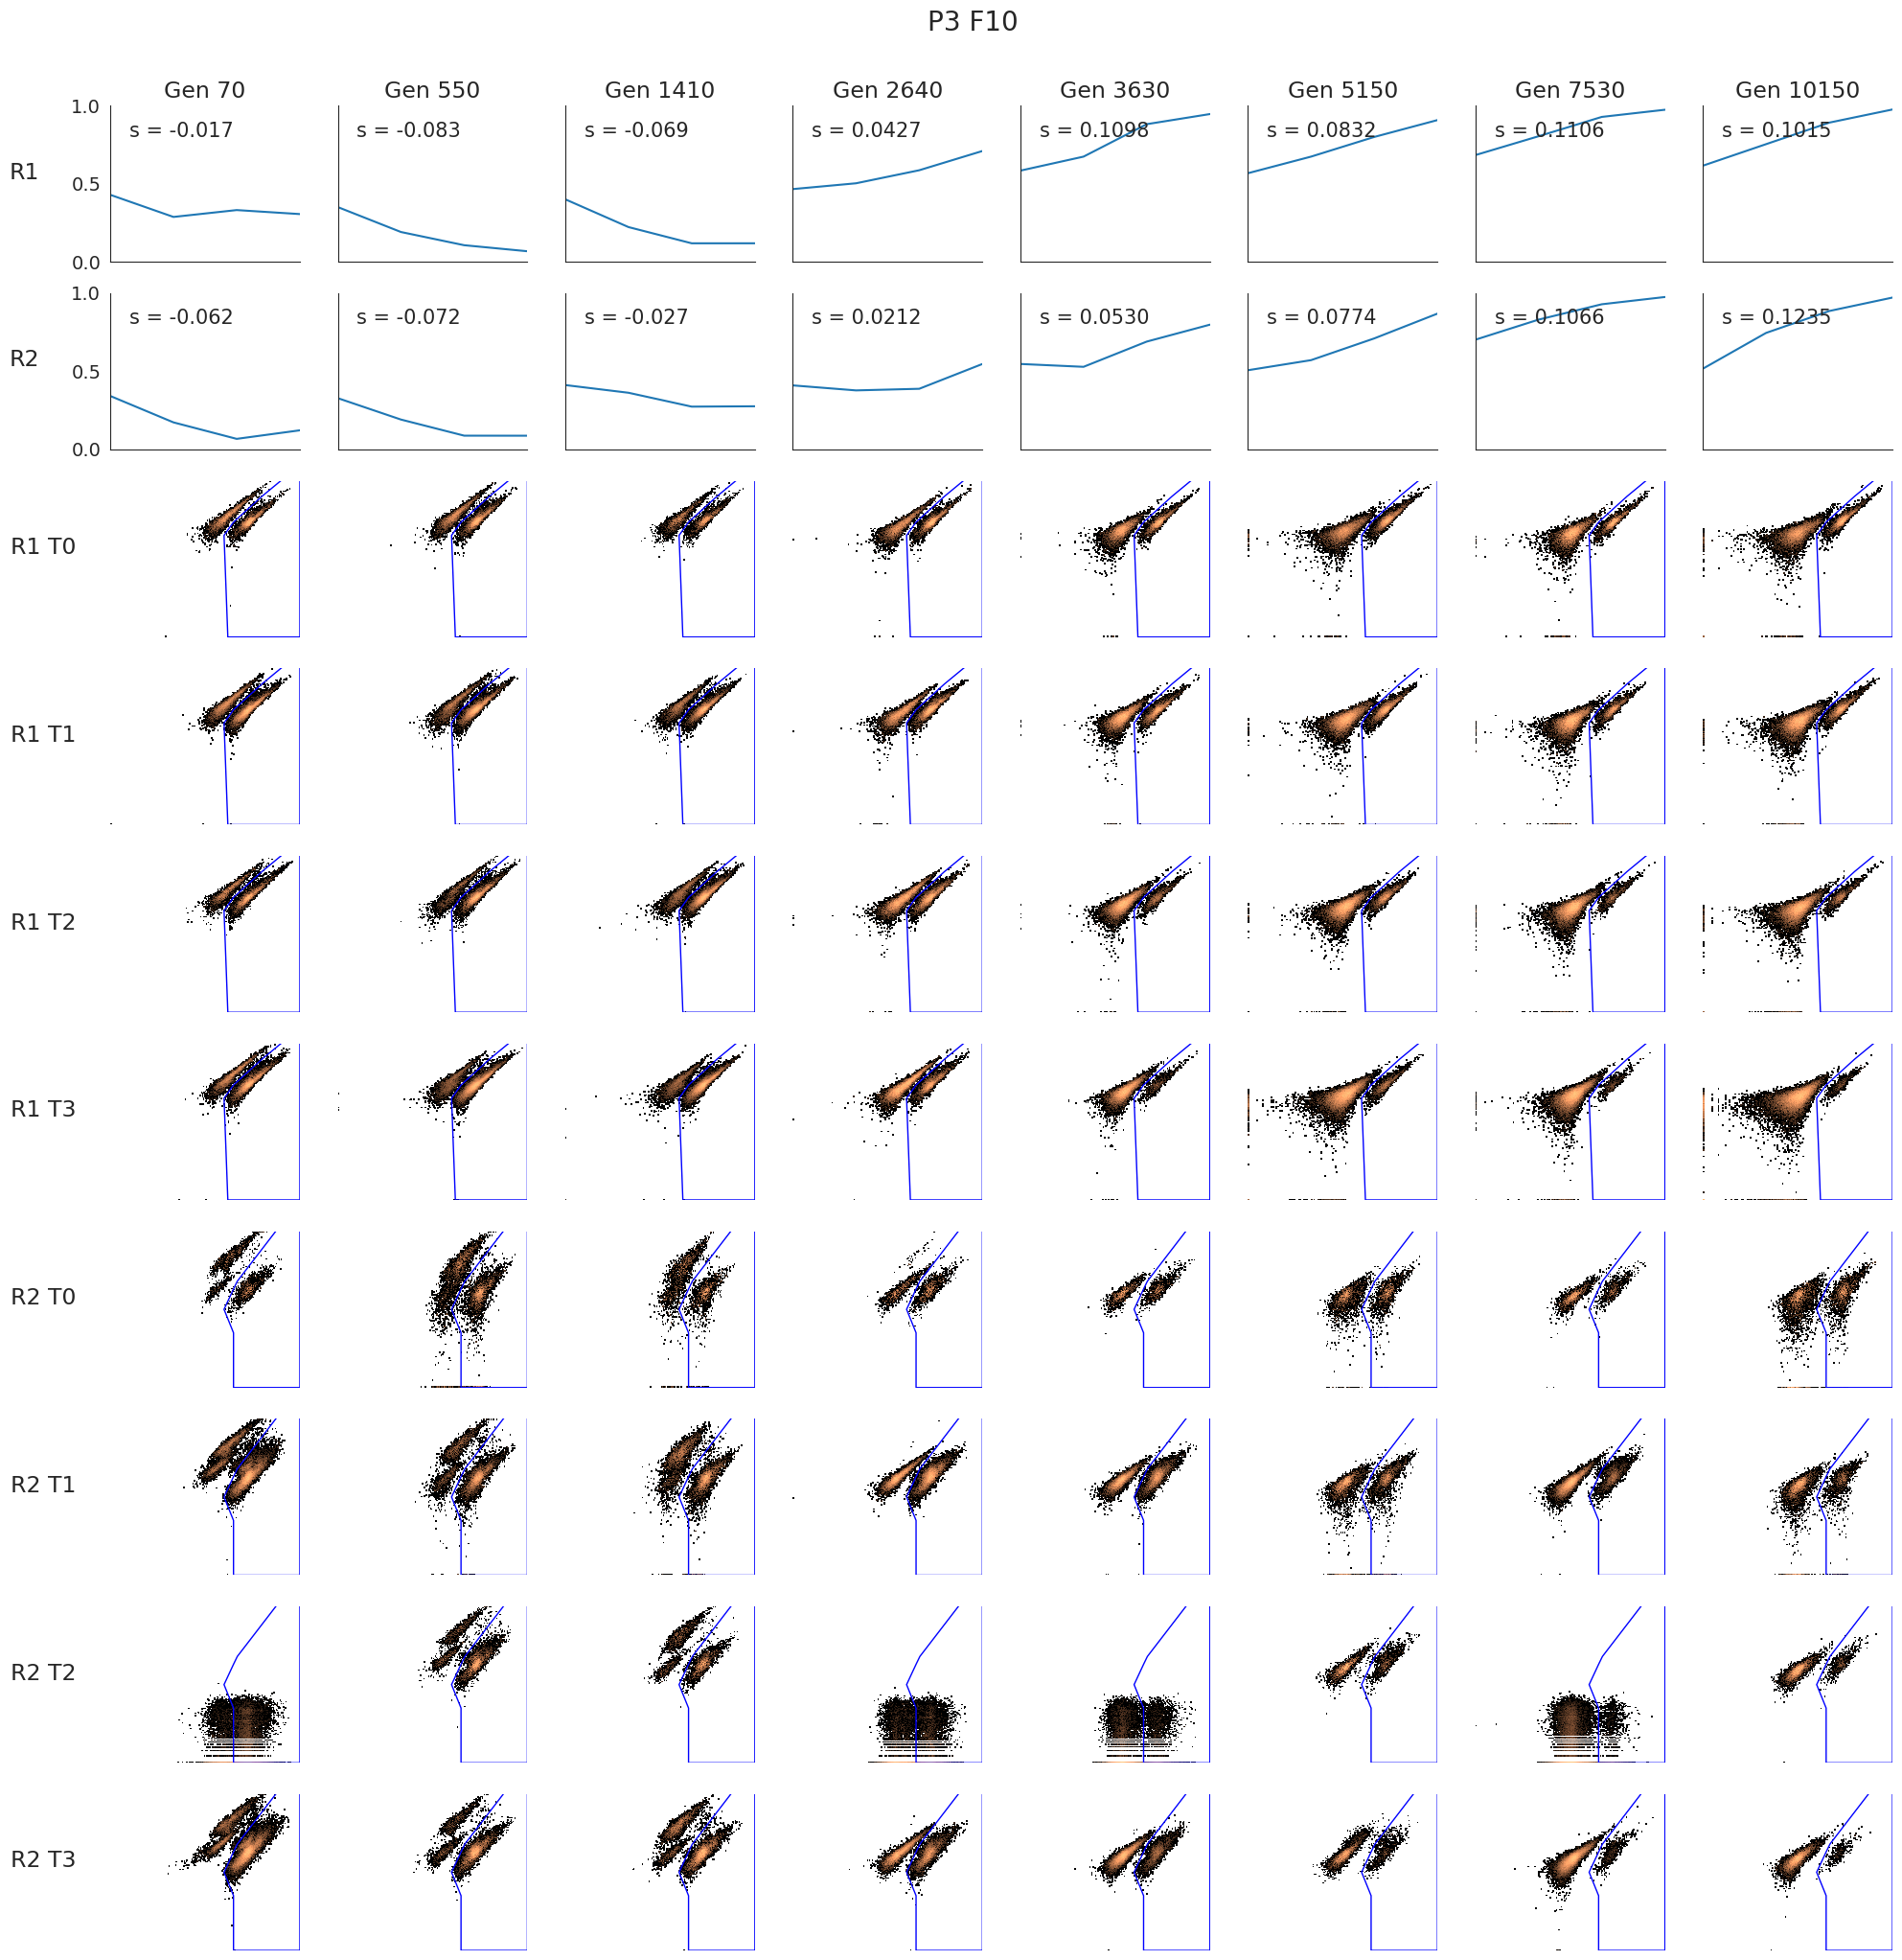 P3 F10
Gen 70 Gen 550 Gen 1410 Gen 2640 Gen 3630 Gen 5150 Gen 7530 Gen 10150
1.0
s = -0.017 s = -0.083 s = -0.069 s = 0.0427 s = 0.1098 s = 0.0832 s = 0.1106 s = 0.1015
R1
0.5
0.0
1.0
s = -0.062 s = -0.072 s = -0.027 s = 0.0212 s = 0.0530 s = 0.0774 s = 0.1066 s = 0.1235
R2
0.5
0.0
R1 T0
R1 T1
R1 T2
R1 T3
R2 T0
R2 T1
R2 T2
R2 T3